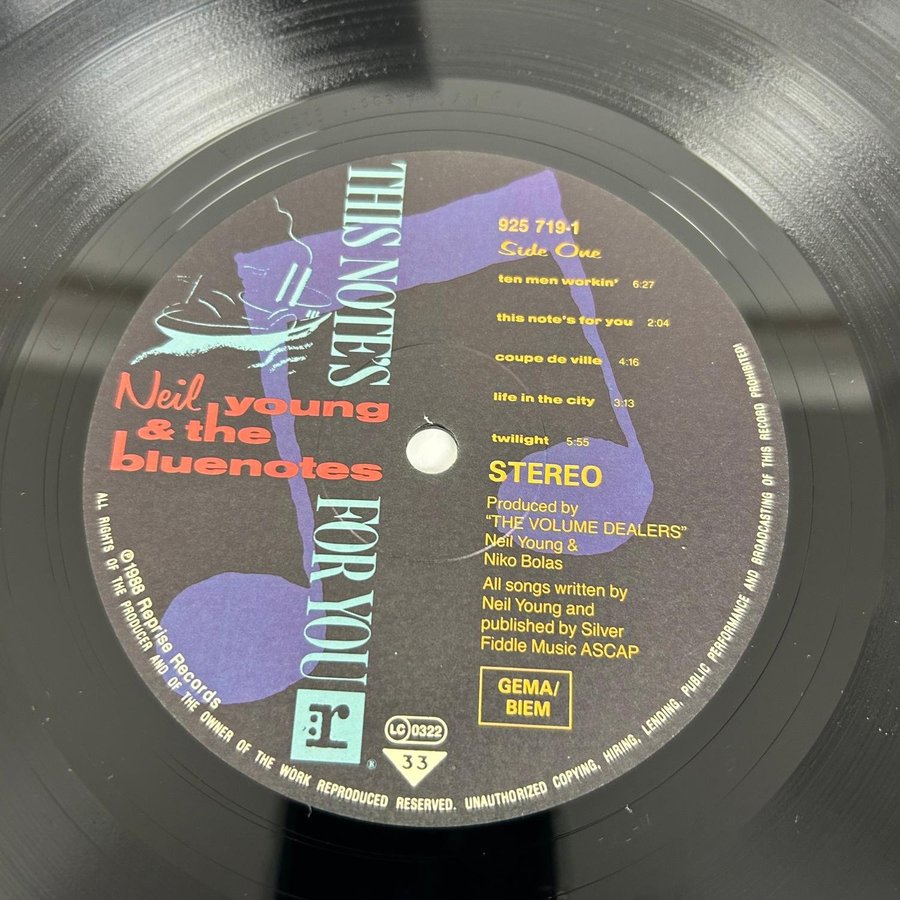 THIS NOTE'S FOR YOU
Neil young
& the
bluenotes
925 719-1
Side One
ten men workin' 6:27
this note's for you 2:04
coupe de ville 4:16
life in the city 3:13
twilight 5:55
STEREO
Produced by
"THE VOLUME DEALERS"
Neil Young &
Niko Bolas
All songs written by
Neil Young and
published by Silver
Fiddle Music ASCAP
GEMA/
BIEM
r
®
LC 0322
33
℗1988 Reprise Records
ALL RIGHTS OF THE PRODUCER AND OF THE OWNER OF THE WORK REPRODUCED RESERVED. UNAUTHORIZED COPYING, HIRING, LENDING, PUBLIC PERFORMANCE AND BROADCASTING OF THIS RECORD PROHIBITED!